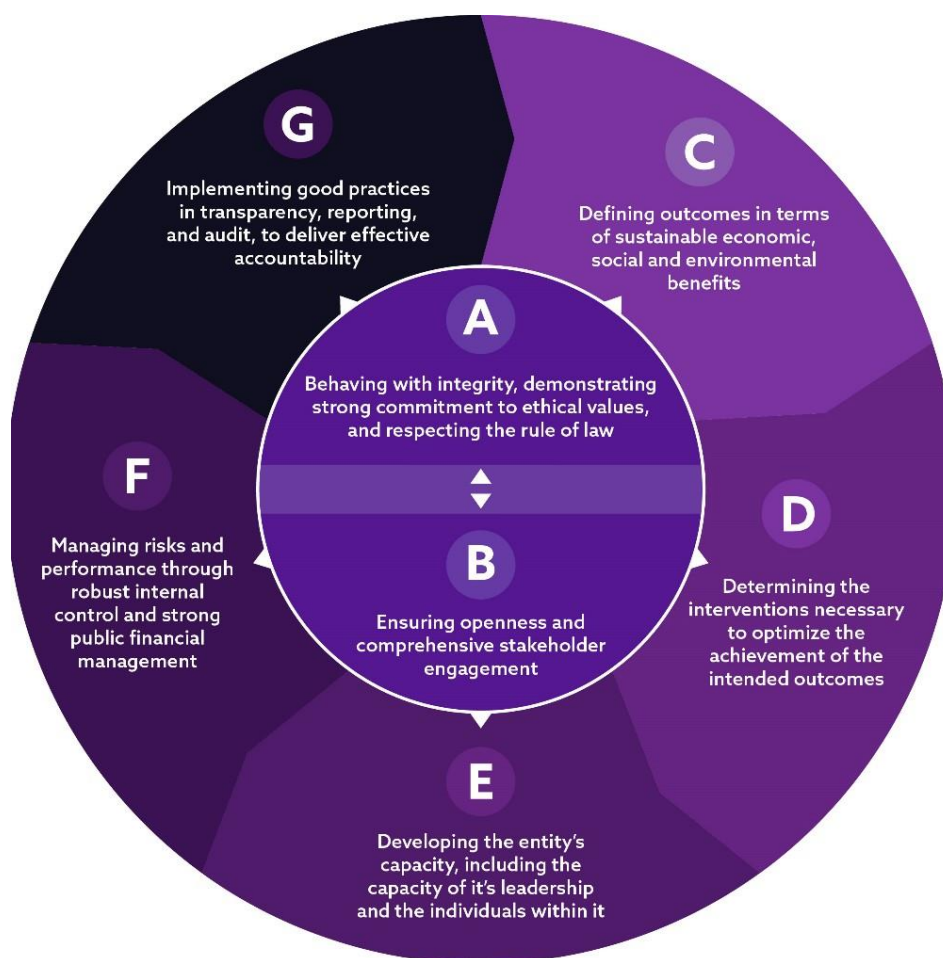 A
Behaving with integrity, demonstrating
strong commitment to ethical values,
and respecting the rule of law
B
Ensuring openness and
comprehensive stakeholder
engagement
C
Defining outcomes in terms
of sustainable economic,
social and environmental
benefits
D
Determining the
interventions necessary
to optimize the
achievement of the
intended outcomes
E
Developing the entity's
capacity, including the
capacity of it's leadership
and the individuals within it
F
Managing risks and
performance through
robust internal
control and strong
public financial
management
G
Implementing good practices
in transparency, reporting,
and audit, to deliver effective
accountability